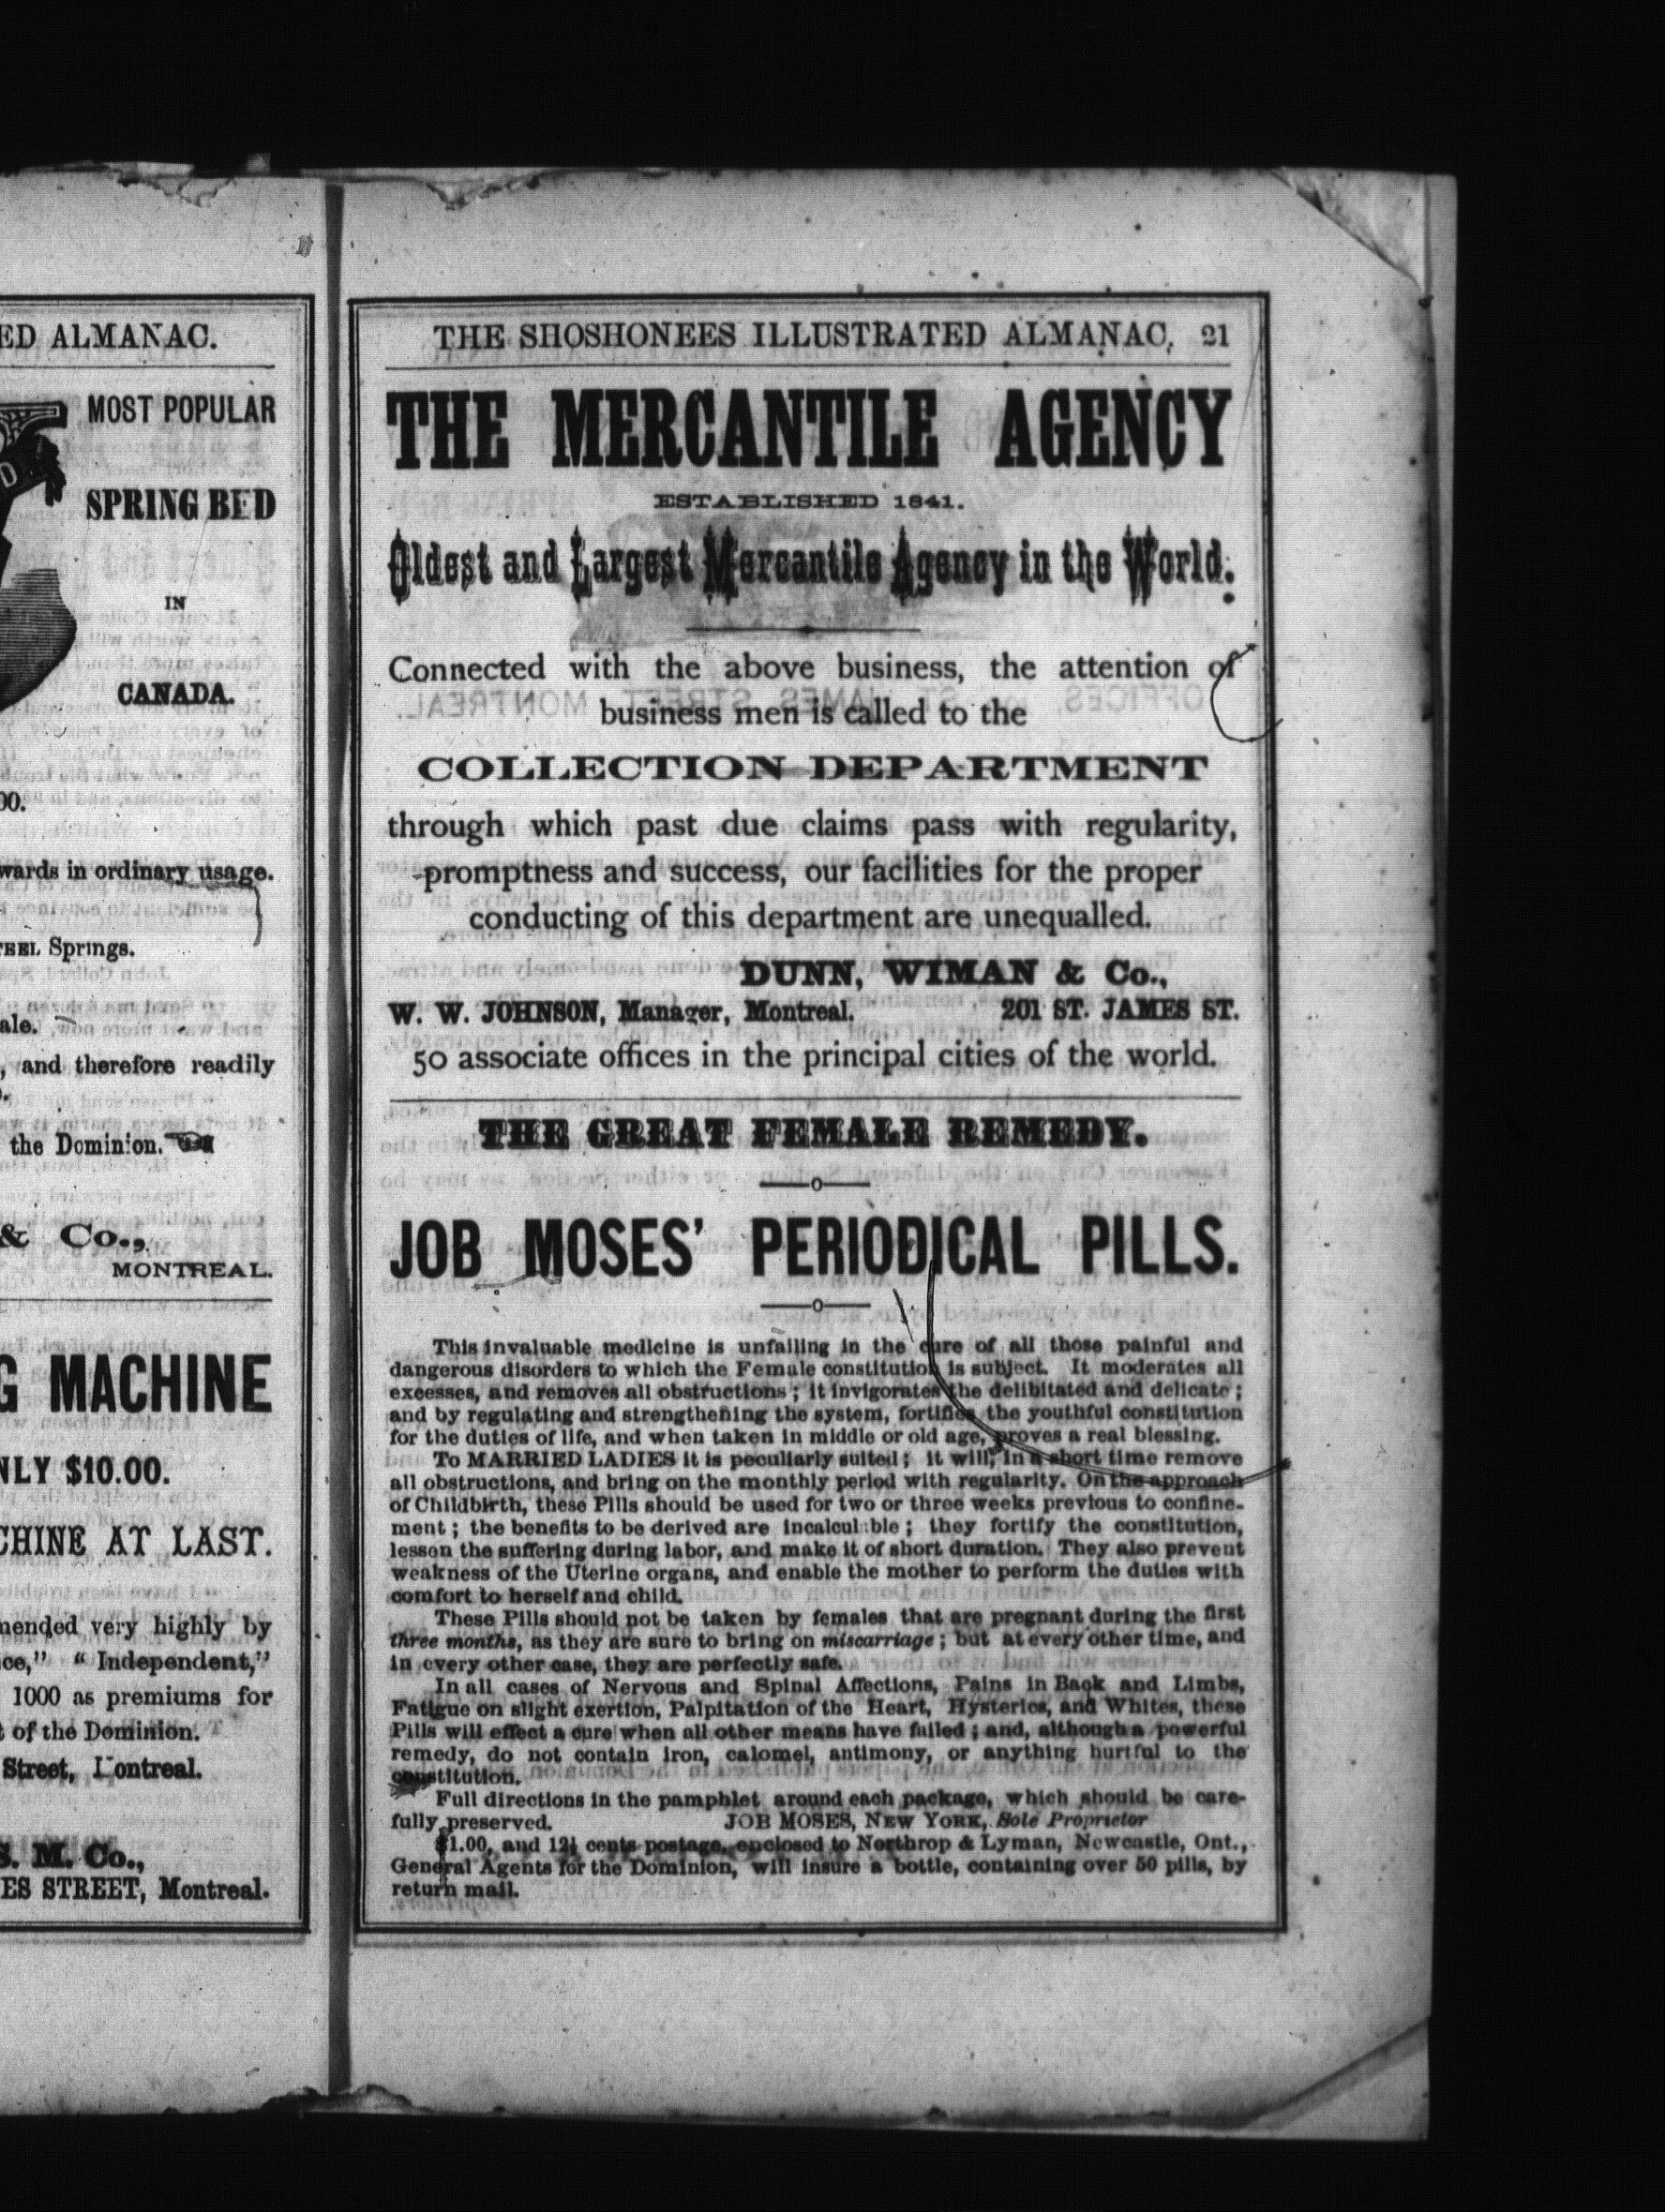 ED ALMANAC.
MOST POPULAR
SPRING BED
IN
CANADA.
00.
wards in ordinary usage.
TEEL Springs.
ale.
, and therefore readily
the Dominion.
& Co.,
MONTREAL.
G MACHINE
NLY $10.00.
CHINE AT LAST.
mended very highly by
ce," " Independent,"
1000 as premiums for
t of the Dominion.
Street, Montreal.
S. M. Co.,
ES STREET, Montreal.
THE SHOSHONEES ILLUSTRATED ALMANAC. 21
THE MERCANTILE AGENCY
ESTABLISHED 1841.
Oldest and Largest Mercantile Agency in the World.
Connected with the above business, the attention of
business men is called to the
COLLECTION DEPARTMENT
through which past due claims pass with regularity,
promptness and success, our facilities for the proper
conducting of this department are unequalled.
DUNN, WIMAN & Co.,
W. W. JOHNSON, Manager, Montreal. 201 ST. JAMES ST.
50 associate offices in the principal cities of the world.
THE GREAT FEMALE REMEDY.
JOB MOSES' PERIODICAL PILLS.
This invaluable medicine is unfailing in the cure of all those painful and
dangerous disorders to which the Female constitution is subject. It moderates all
excesses, and removes all obstructions ; it invigorates the delibitated and delicate ;
and by regulating and strengthening the system, fortifies the youthful constitution
for the duties of life, and when taken in middle or old age, proves a real blessing.
To MARRIED LADIES it is peculiarly suited ; it will, in a short time remove
all obstructions, and bring on the monthly period with regularity. On the approach
of Childbirth, these Pills should be used for two or three weeks previous to confine-
ment ; the benefits to be derived are incalculable ; they fortify the constitution,
lessen the suffering during labor, and make it of short duration. They also prevent
weakness of the Uterine organs, and enable the mother to perform the duties with
comfort to herself and child.
These Pills should not be taken by females that are pregnant during the first
three months, as they are sure to bring on miscarriage ; but at every other time, and
in every other case, they are perfectly safe.
In all cases of Nervous and Spinal Affections, Pains in Back and Limbs,
Fatigue on slight exertion, Palpitation of the Heart, Hysterics, and Whites, these
Pills will effect a cure when all other means have failed ; and, although a powerful
remedy, do not contain iron, calomel, antimony, or anything hurtful to the
constitution.
Full directions in the pamphlet around each package, which should be care-
fully preserved. JOB MOSES, NEW YORK, Sole Proprietor
$1.00, and 12½ cents postage, enclosed to Northrop & Lyman, Newcastle, Ont.,
General Agents for the Dominion, will insure a bottle, containing over 50 pills, by
return mail.